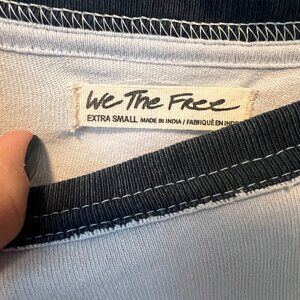 We The Free
EXTRA SMALL MADE IN INDIA / FABRIQUÉ EN INDE